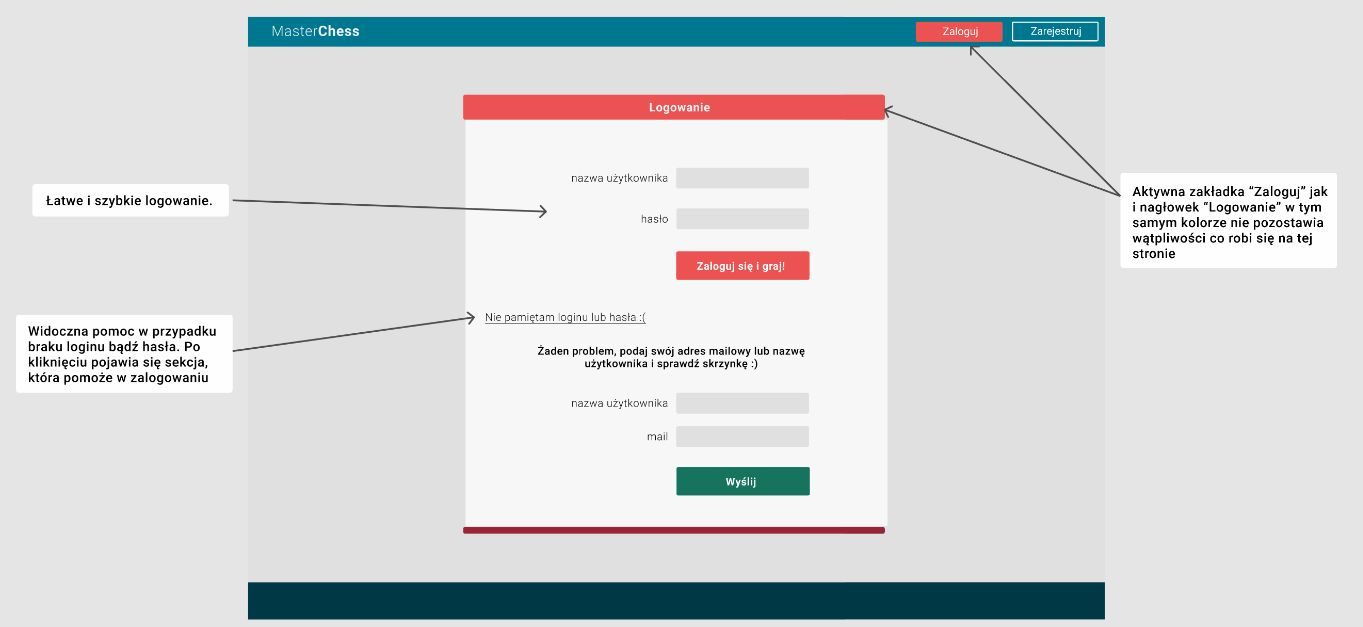 MasterChess
Zaloguj
Zarejestruj
Logowanie
nazwa użytkownika
hasło
Zaloguj się i graj!
Nie pamiętam loginu lub hasła :(
Żaden problem, podaj swój adres mailowy lub nazwę
użytkownika i sprawdź skrzynkę :)
nazwa użytkownika
mail
Wyślij
Łatwe i szybkie logowanie.
Widoczna pomoc w przypadku
braku loginu bądź hasła. Po
kliknięciu pojawia się sekcja,
która pomoże w zalogowaniu
Aktywna zakładka “Zaloguj” jak
i nagłowek “Logowanie” w tym
samym kolorze nie pozostawia
wątpliwości co robi się na tej
stronie